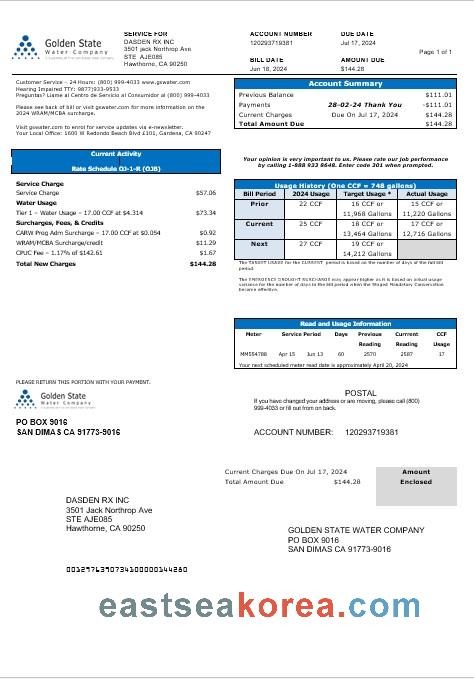 Golden State
Water Company
SERVICE FOR
DASDEN RX INC
3501 jack Northrop Ave
STE AJE085
Hawthorne, CA 90250
ACCOUNT NUMBER
120293719381
BILL DATE
Jun 18, 2024
DUE DATE
Jul 17, 2024
AMOUNT DUE
$144.28
Page 1 of 1
Customer Service – 24 Hours: (800) 999-4033 www.gswater.com
Hearing Impaired TTY: 9877(933-9533
Preguntas? Llame al Centro de Servicio al Consumidor al (800) 999-4033
Please see back of bill or visit gswater.com for more information on the
2024 WRAM/MCBA surcharge.
Visit gswater.com to enrol for service updates via e-newsletter.
Your Local Office: 1600 W Redondo Beach Blvd £101, Gardena, CA 90247
Account Summary
Previous Balance $111.01
Payments 28-02-24 Thank You -$111.01
Current Charges Due On Jul 17, 2024 $144.28
Total Amount Due $144.28
Current Activity
Rate Schedule OJ-1-R (OJB)
Service Charge
Service Charge $57.06
Water Usage
Tier 1 – Water Usage – 17.00 CCF at $4.314 $73.34
Surcharges, Fees, & Credits
CARW Prog Adm Surcharge – 17.00 CCF at $0.054 $0.92
WRAM/MCBA Surcharge/credit $11.29
CPUC Fee – 1.17% of $142.61 $1.67
Total New Charges $144.28
Your opinion is very important to us. Please rate our job performance
by calling 1-888 933 8648. Enter code 301 when prompted.
Usage History (One CCF = 748 gallons)
Bill Period 2024 Usage Target Usage * Actual Usage
Prior 22 CCF 16 CCF or 11,968 Gallons 15 CCF or 11,220 Gallons
Current 25 CCF 18 CCF or 13,464 Gallons 17 CCF or 12,716 Gallons
Next 27 CCF 19 CCF or 14,212 Gallons
The TARGET USAGE for the CURRENT period is based on the number of days of the full bill
period.
The EMERGENCY DROUGHT SURCHARGE may appear higher as it is based on actual usage
variance for the number of days in the bill period when the Staged Mandatory Conservation
became effective.
Read and Usage Information
Meter Service Period Days Previous Reading Current Reading CCF Usage
MM554788 Apr 15 Jun 13 60 2570 2587 17
Your next scheduled meter read date is approximately April 20, 2024
PLEASE RETURN THIS PORTION WITH YOUR PAYMENT.
Golden State
Water Company
PO BOX 9016
SAN DIMAS CA 91773-9016
POSTAL
If you have changed your address or are moving, please call (800)
999-4033 or fill out from on back.
ACCOUNT NUMBER: 120293719381
Current Charges Due On Jul 17, 2024
Total Amount Due $144.28
Amount
Enclosed
DASDEN RX INC
3501 Jack Northrop Ave
STE AJE085
Hawthorne, CA 90250
GOLDEN STATE WATER COMPANY
PO BOX 9016
SAN DIMAS CA 91773-9016
eastseakorea.com